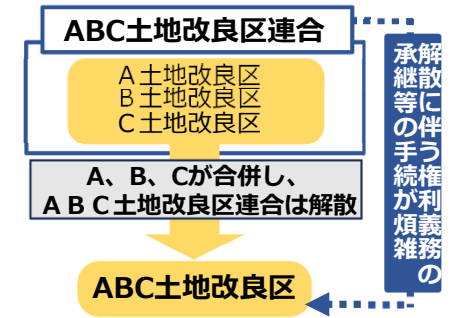 ABC土地改良区連合
A土地改良区
B土地改良区
C土地改良区
A、B、Cが合併し、
ABC土地改良区連合は解散
ABC土地改良区
解散に伴う権利義務の
承継等の手続が煩雑